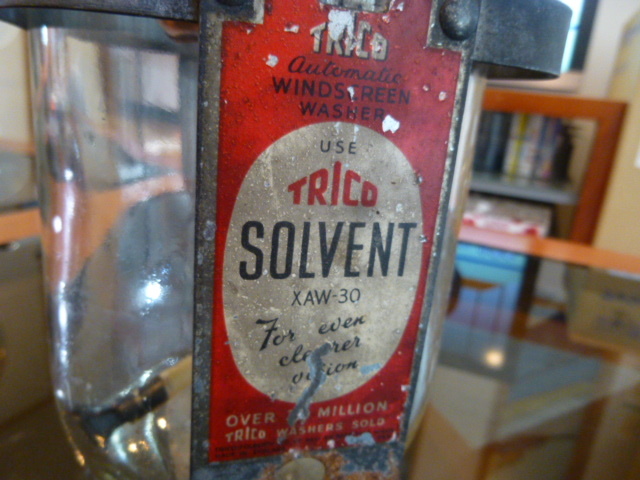 TRICO
Automatic
WINDSCREEN
WASHER
USE
TRICO
SOLVENT
XAW-30
For even
clearer
vision
OVER MILLION
TRICO WASHERS SOLD